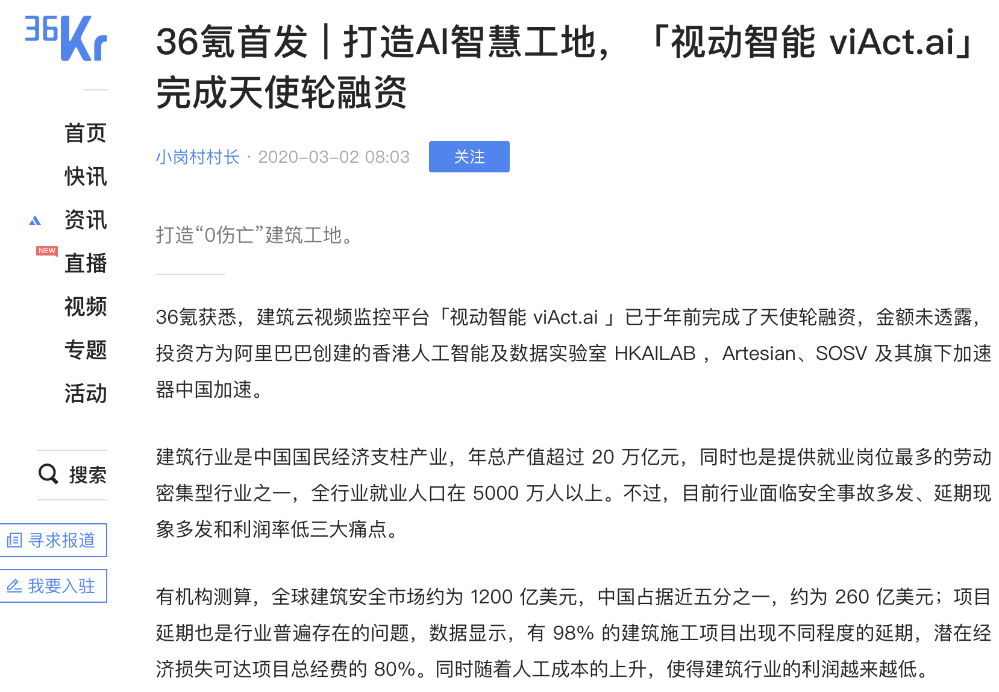 36Kr
首页
快讯
资讯
NEW
直播
视频
专题
活动
搜索
寻求报道
我要入驻
36氪首发 | 打造AI智慧工地，「视动智能 viAct.ai」
完成天使轮融资
小岗村村长 · 2020-03-02 08:03 关注
打造“0伤亡”建筑工地。
36氪获悉，建筑云视频监控平台「视动智能 viAct.ai 」已于年前完成了天使轮融资，金额未透露，
投资方为阿里巴巴创建的香港人工智能及数据实验室 HKAILAB ，Artesian、SOSV 及其旗下加速
器中国加速。
建筑行业是中国国民经济支柱产业，年总产值超过 20 万亿元，同时也是提供就业岗位最多的劳动
密集型行业之一，全行业就业人口在 5000 万人以上。不过，目前行业面临安全事故多发、延期现
象多发和利润率低三大痛点。
有机构测算，全球建筑安全市场约为 1200 亿美元，中国占据近五分之一，约为 260 亿美元；项目
延期也是行业普遍存在的问题，数据显示，有 98% 的建筑施工项目出现不同程度的延期，潜在经
济损失可达项目总经费的 80%。同时随着人工成本的上升，使得建筑行业的利润越来越低。